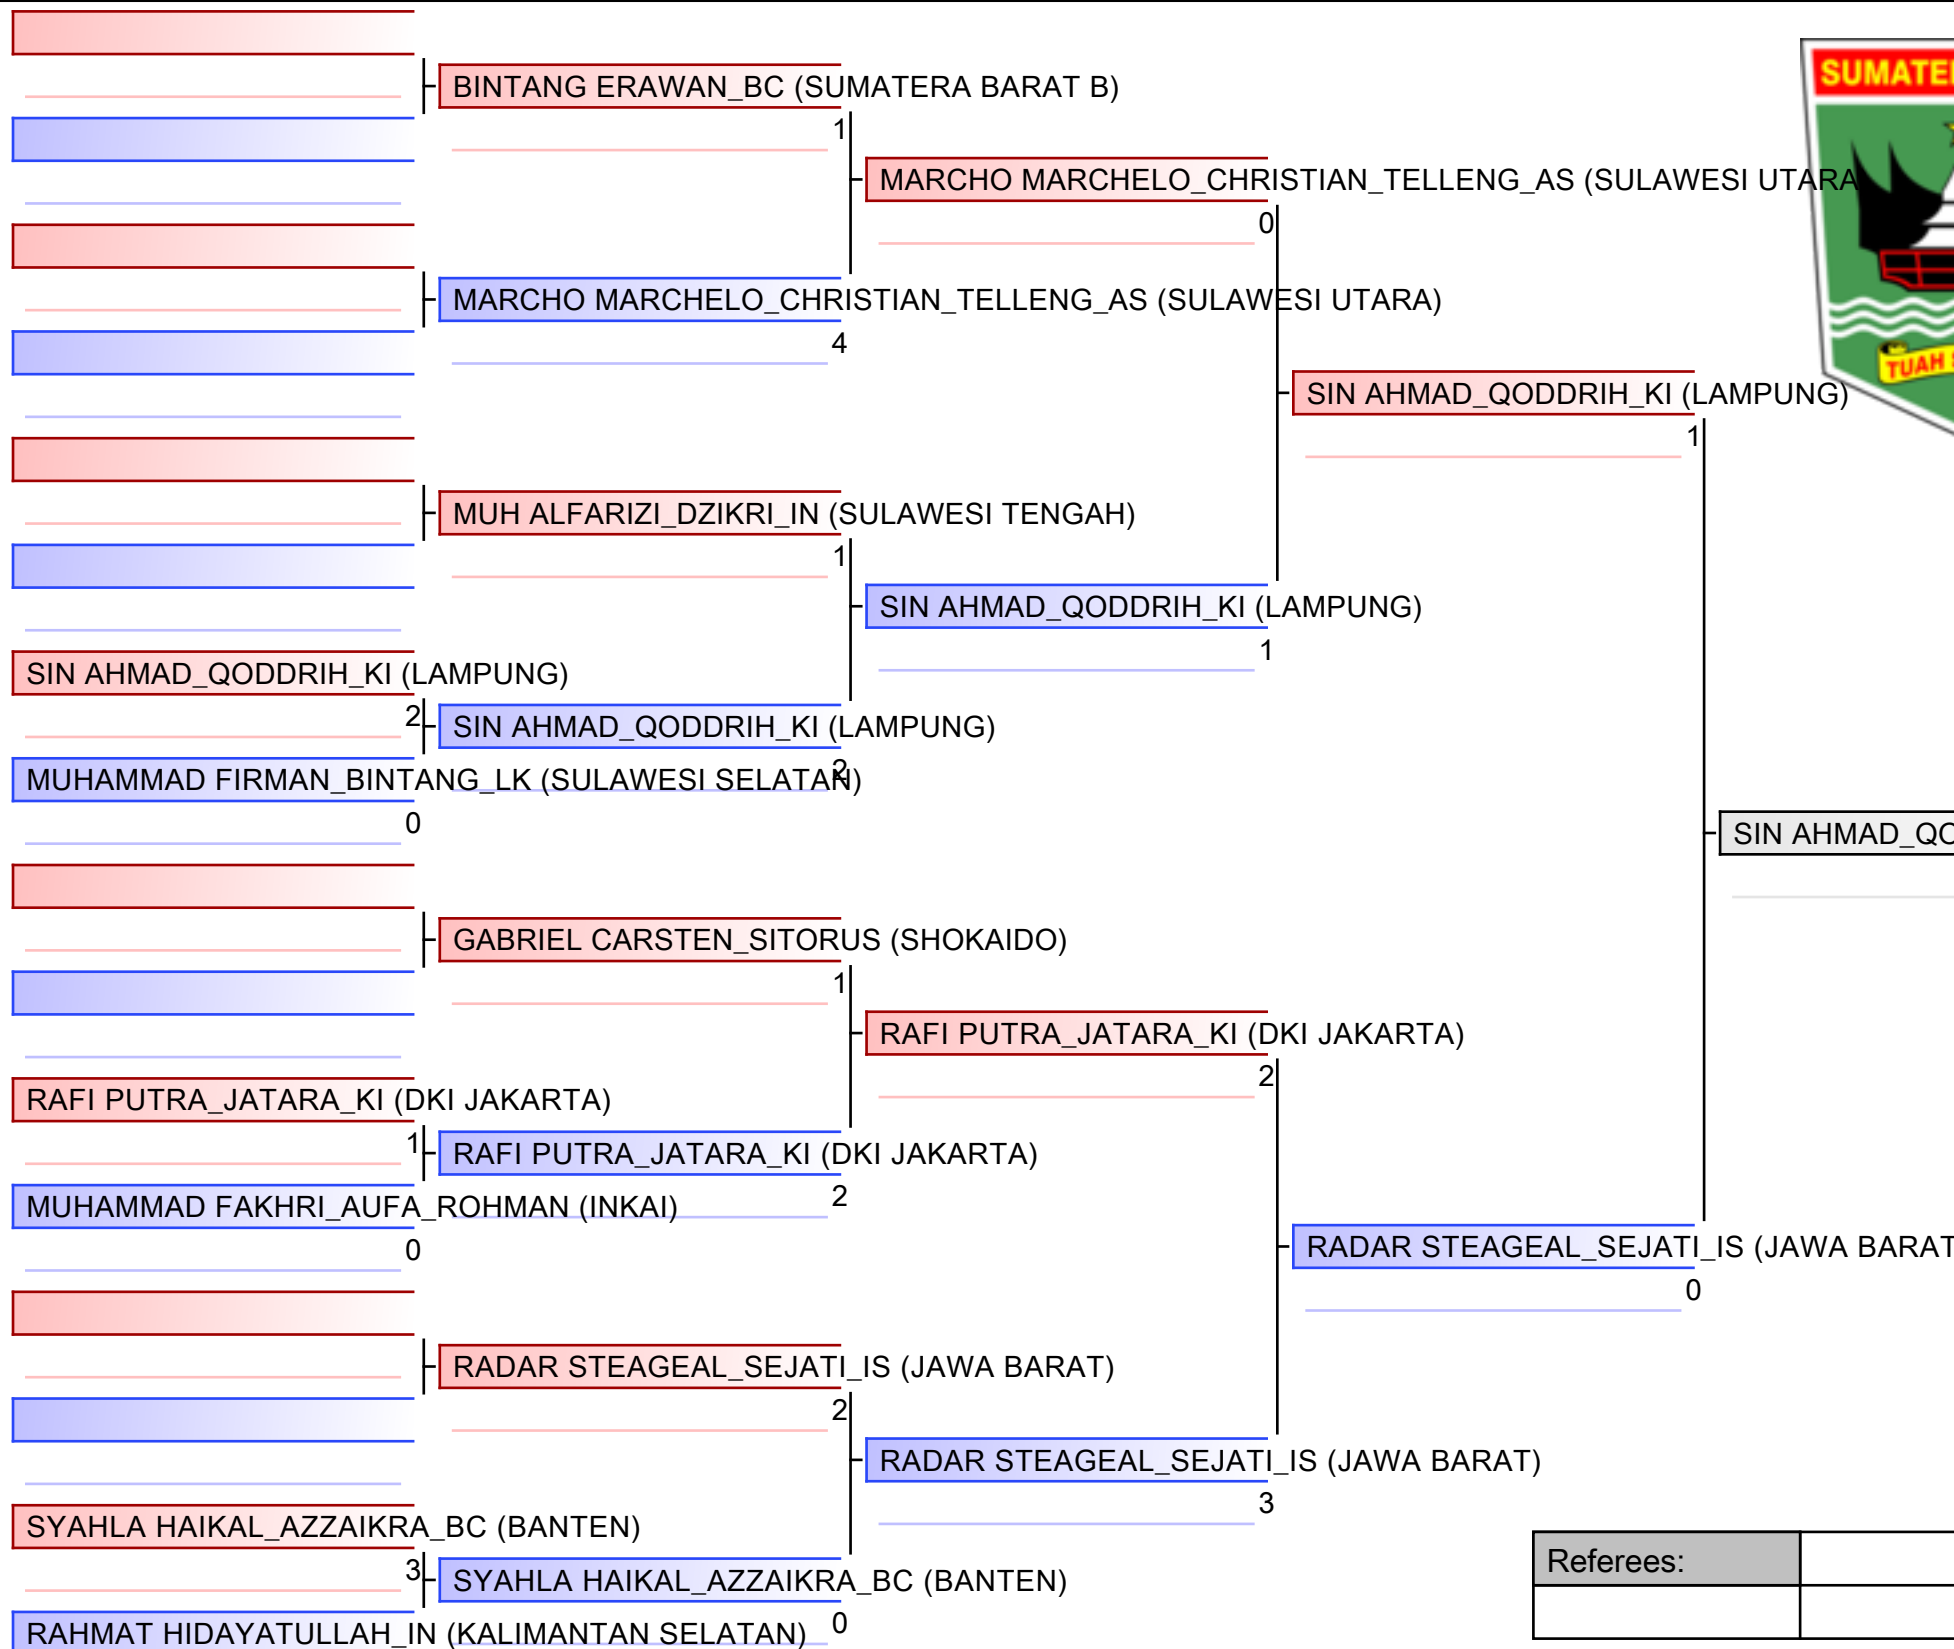 SUMATE
BINTANG ERAWAN_BC (SUMATERA BARAT B)
1
MARCHO MARCHELO_CHRISTIAN_TELLENG_AS (SULAWESI UTARA
0
MARCHO MARCHELO_CHRISTIAN_TELLENG_AS (SULAWESI UTARA)
4
TUAH
SIN AHMAD_QODDRIH_KI (LAMPUNG)
1
MUH ALFARIZI_DZIKRI_IN (SULAWESI TENGAH)
1
SIN AHMAD_QODDRIH_KI (LAMPUNG)
1
SIN AHMAD_QODDRIH_KI (LAMPUNG)
2
SIN AHMAD_QODDRIH_KI (LAMPUNG)
2
MUHAMMAD FIRMAN_BINTANG_LK (SULAWESI SELATAN)
0
SIN AHMAD_QO
GABRIEL CARSTEN_SITORUS (SHOKAIDO)
1
RAFI PUTRA_JATARA_KI (DKI JAKARTA)
2
RAFI PUTRA_JATARA_KI (DKI JAKARTA)
1
RAFI PUTRA_JATARA_KI (DKI JAKARTA)
2
MUHAMMAD FAKHRI_AUFA_ROHMAN (INKAI)
0
RADAR STEAGEAL_SEJATI_IS (JAWA BARAT
0
RADAR STEAGEAL_SEJATI_IS (JAWA BARAT)
2
RADAR STEAGEAL_SEJATI_IS (JAWA BARAT)
3
SYAHLA HAIKAL_AZZAIKRA_BC (BANTEN)
3
SYAHLA HAIKAL_AZZAIKRA_BC (BANTEN)
0
RAHMAT HIDAYATULLAH_IN (KALIMANTAN SELATAN)
Referees: